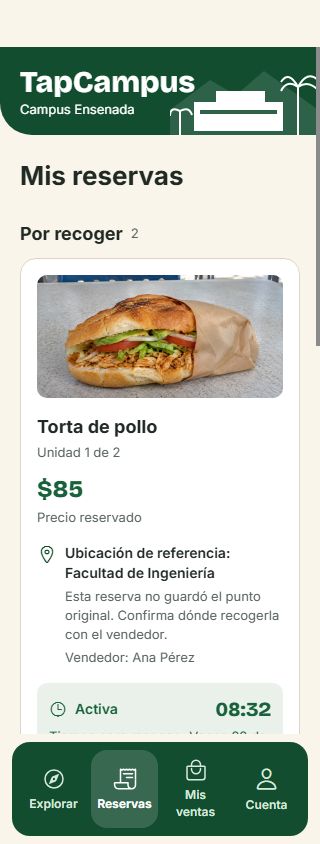 TapCampus
Campus Ensenada
Mis reservas
Por recoger 2
Torta de pollo
Unidad 1 de 2
$85
Precio reservado
Ubicación de referencia:
Facultad de Ingeniería
Esta reserva no guardó el punto
original. Confirma dónde recogerla
con el vendedor.
Vendedor: Ana Pérez
Activa 08:32
Explorar
Reservas
Mis
ventas
Cuenta